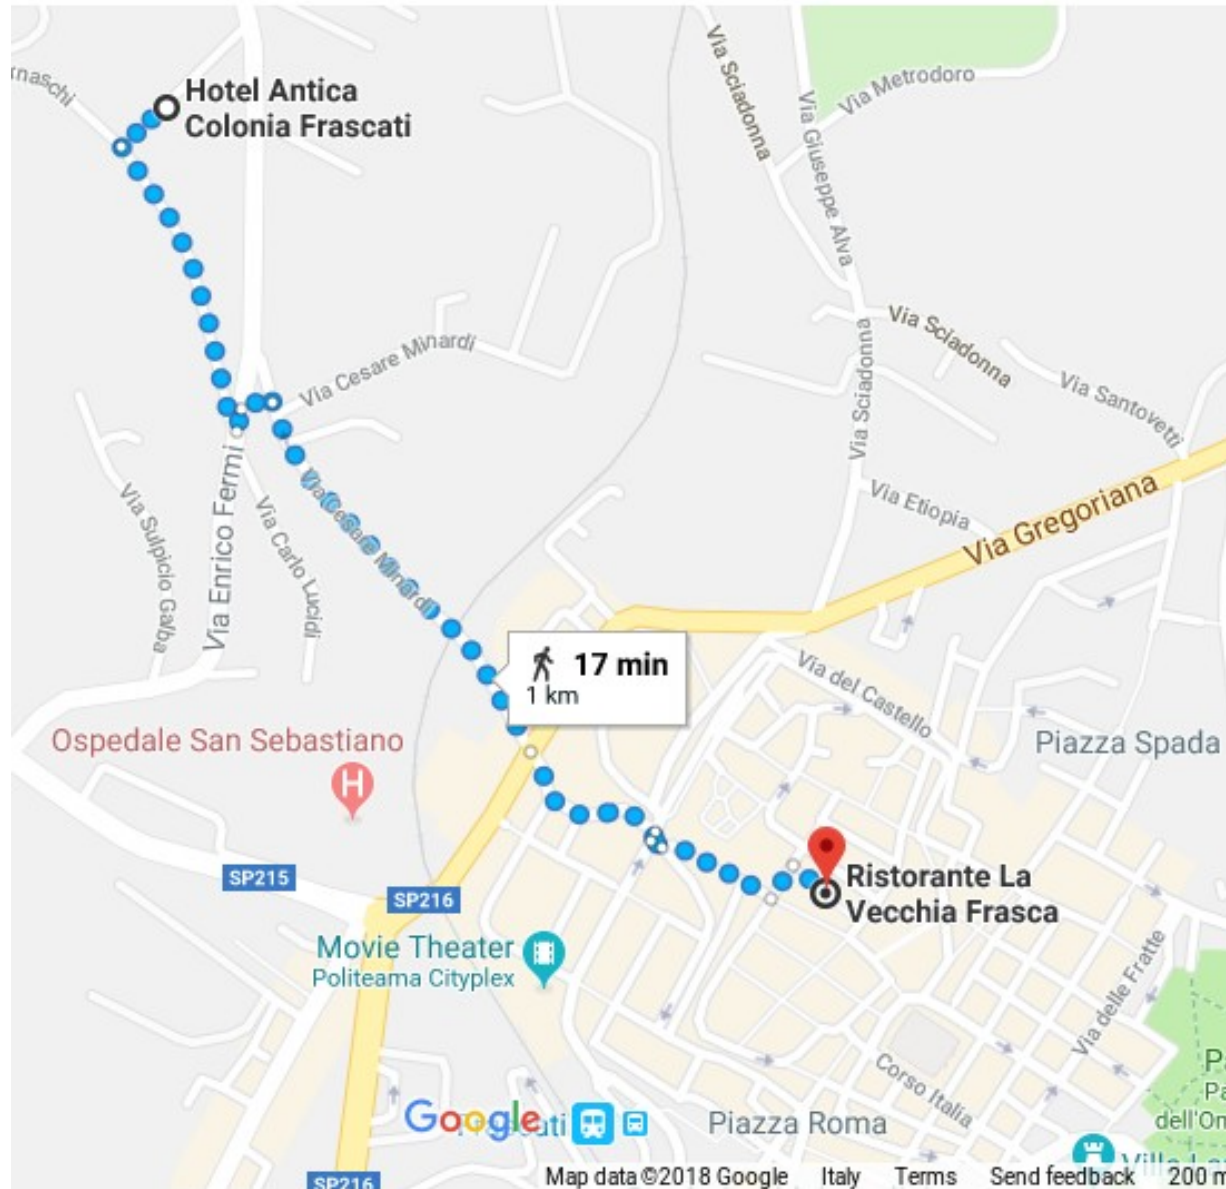 rnaschi
Hotel Antica
Colonia Frascati
Via Sciadonna
Via Metrodoro
Via Giuseppe Alva
Via Sciadonna
Via Cesare Minardi
Via Sciadonna
Via Santovetti
Via Enrico Fermi
Via Sulpicio Galba
Via Carlo Lucidi
Via Cesare Minardi
Via Etiopia
Via Gregoriana
17 min
1 km
Via del Castello
Ospedale San Sebastiano
H
Piazza Spada
SP215
SP216
Ristorante La
Vecchia Frasca
Movie Theater
Politeama Cityplex
Via delle Fratte
Corso Italia
Pa
dell'On
Google
Piazza Roma
SP216
Map data ©2018 Google Italy Terms Send feedback 200 m